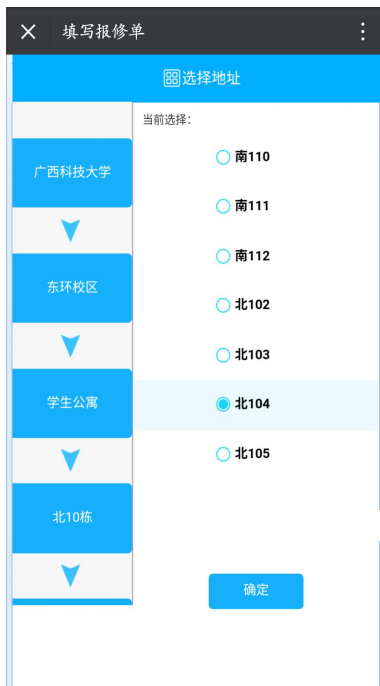 填写报修单
选择地址
当前选择:
广西科技大学
东环校区
学生公寓
北10栋
南110
南111
南112
北102
北103
北104
北105
确定